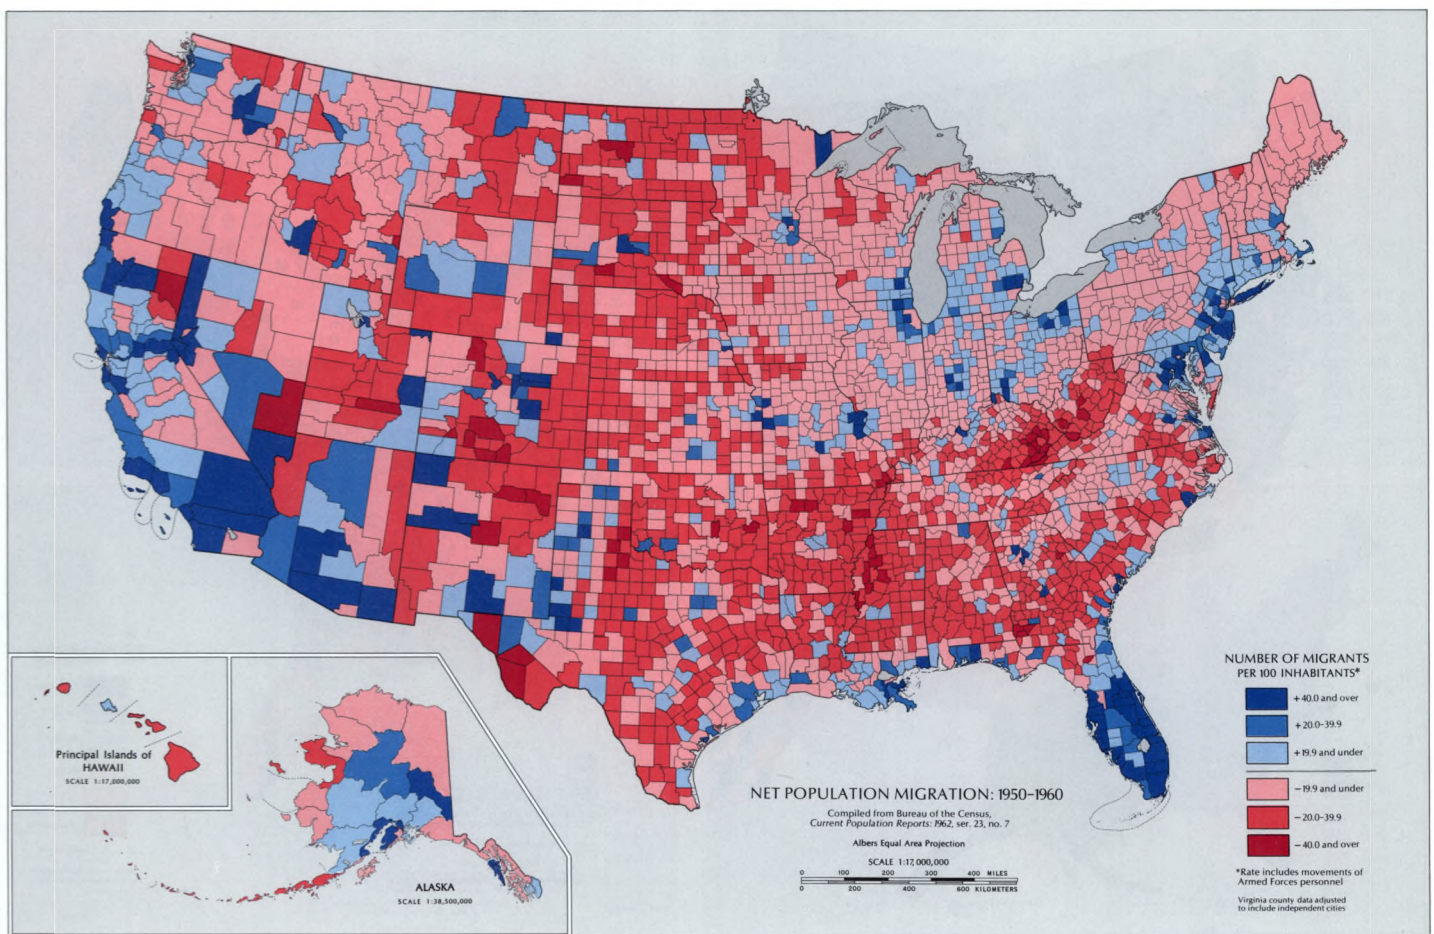 NUMBER OF MIGRANTS
PER 100 INHABITANTS*
+40.0 and over
+20.0-39.9
+19.9 and under
-19.9 and under
-20.0-39.9
-40.0 and over
*Rate includes movements of
Armed Forces personnel
Virginia county data adjusted
to include independent cities
NET POPULATION MIGRATION: 1950-1960
Compiled from Bureau of the Census,
Current Population Reports: 1962, ser. 23, no. 7
Albers Equal Area Projection
SCALE 1:17,000,000
0 100 200 300 400 MILES
0 200 400 600 KILOMETERS
Principal Islands of
HAWAII
SCALE 1:17,000,000
ALASKA
SCALE 1:38,500,000